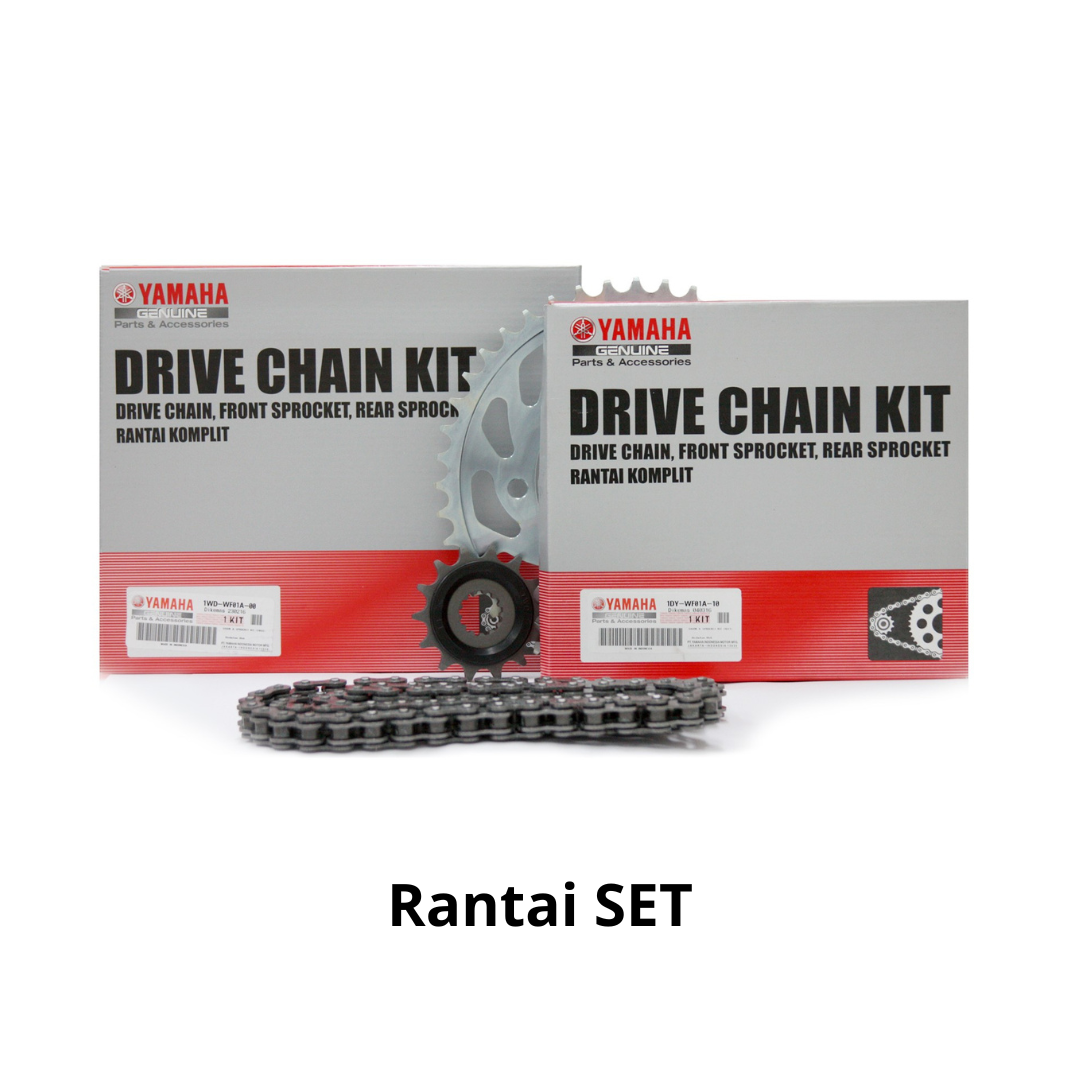 YAMAHA
GENUINE
Parts & Accessories
DRIVE CHAIN KIT
DRIVE CHAIN, FRONT SPROCKET, REAR SPROCK
RANTAI KOMPLIT
YAMAHA
1WD-WF01A-00
GENUINE
Parts & Accessories
1 KIT
YAMAHA
GENUINE
Parts & Accessories
DRIVE CHAIN KIT
DRIVE CHAIN, FRONT SPROCKET, REAR SPROCKET
RANTAI KOMPLIT
YAMAHA
1DY-WF01A-10
GENUINE
Parts & Accessories
1 KIT
Rantai SET